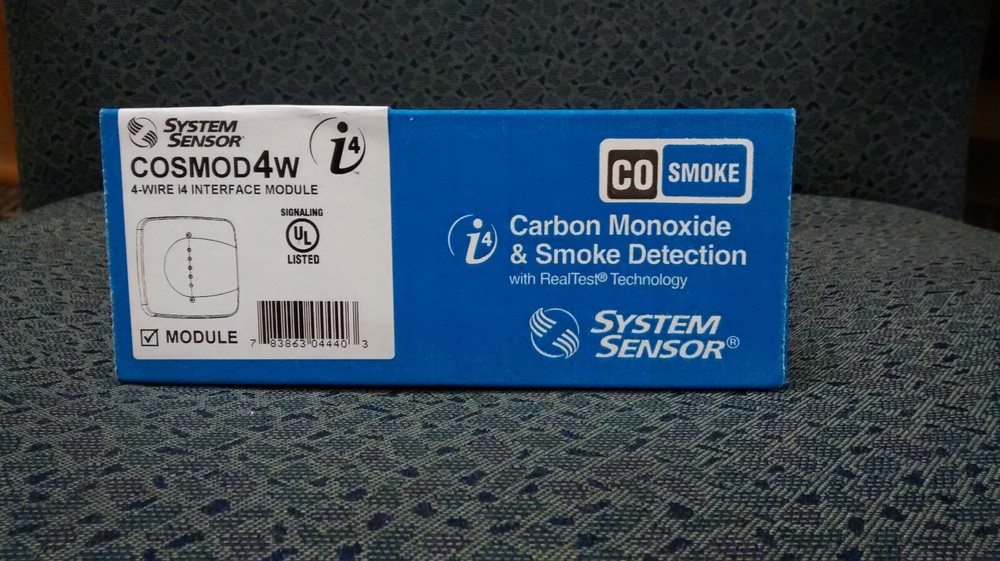 SYSTEM
SENSOR®
i4™
COSMOD4W
4-WIRE i4 INTERFACE MODULE
SIGNALING
UL
LISTED
MODULE
7 83863 04440 3
CO SMOKE
i4
Carbon Monoxide
& Smoke Detection
with RealTest® Technology
SYSTEM
SENSOR®